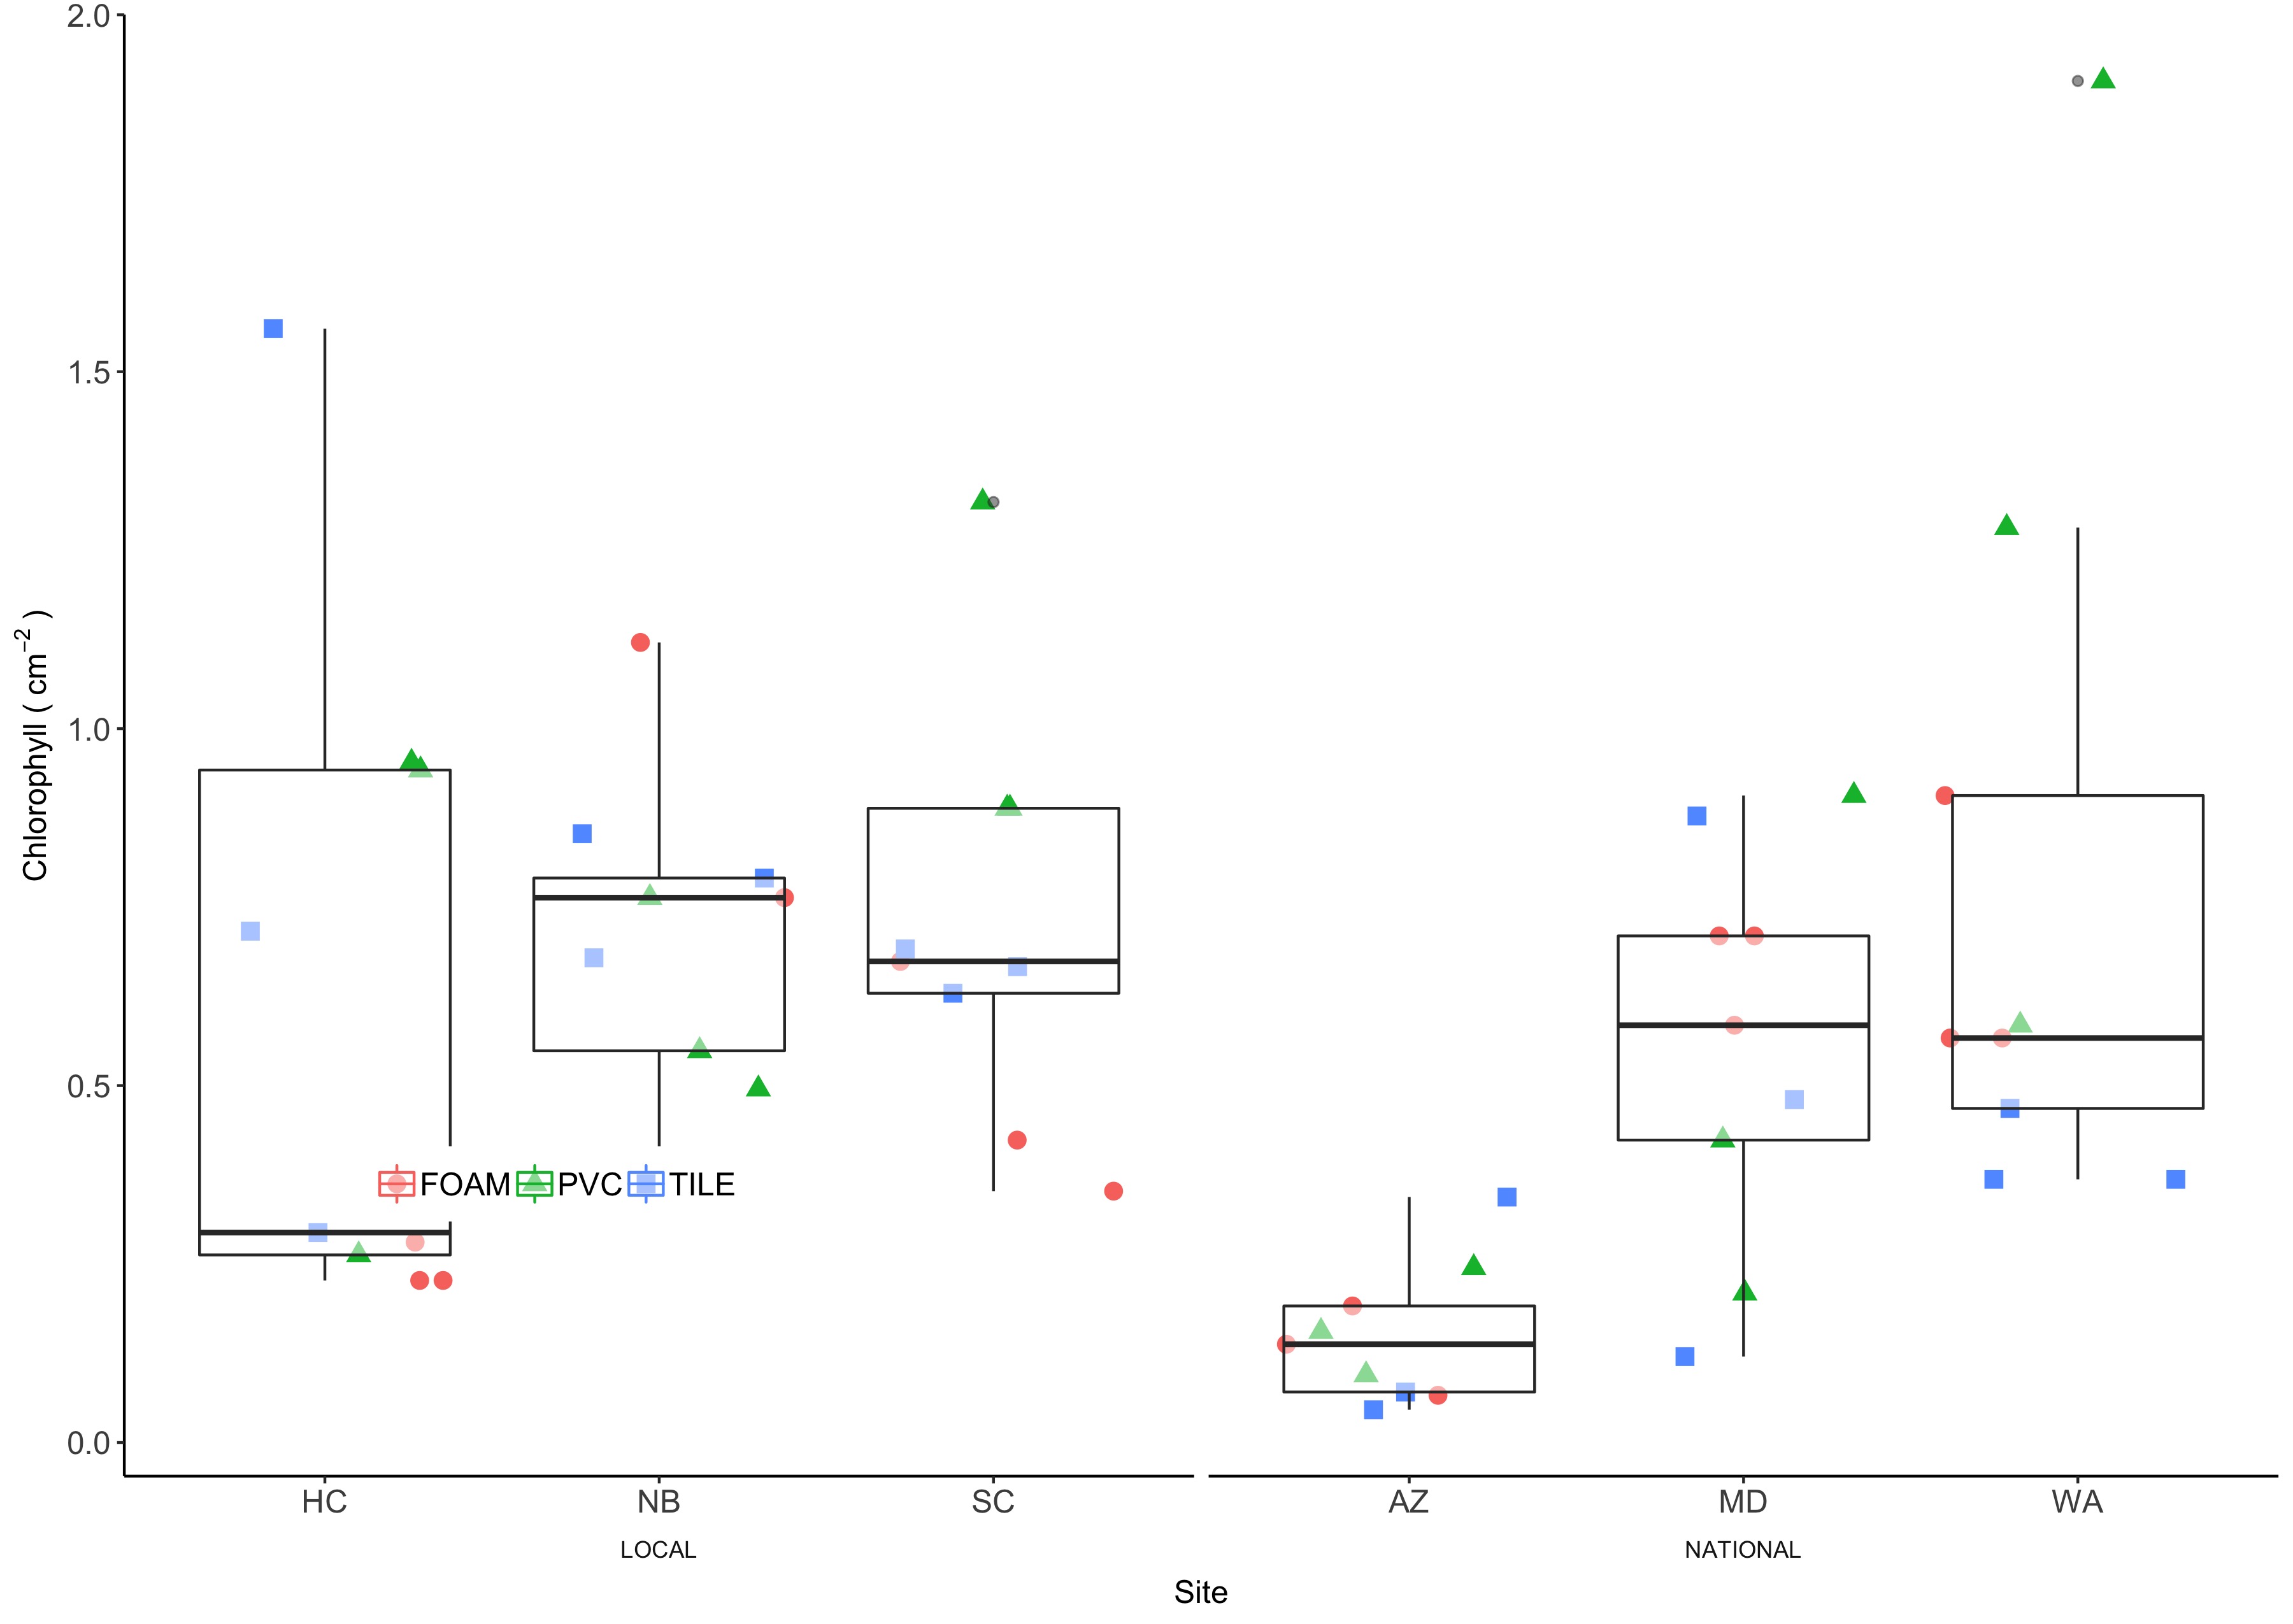 2.0
1.5
1.0
0.5
0.0
Chlorophyll ( cm−2 )
FOAM PVC TILE
HC NB SC AZ MD WA
LOCAL NATIONAL
Site